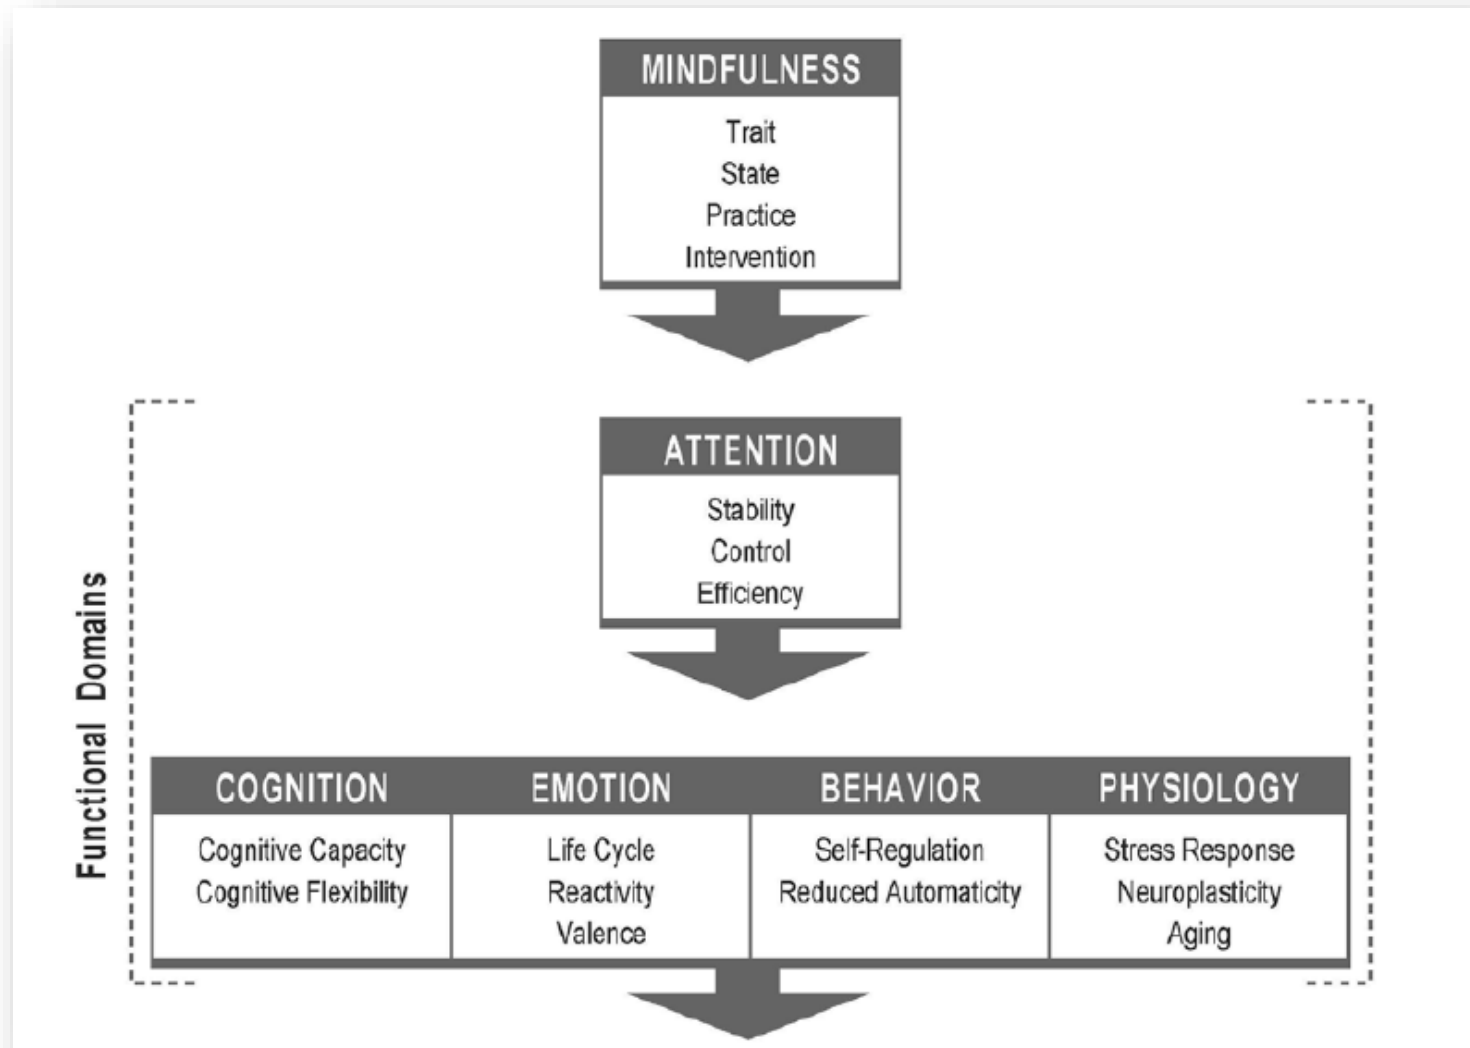 MINDFULNESS
Trait
State
Practice
Intervention
ATTENTION
Stability
Control
Efficiency
Functional Domains
COGNITION
Cognitive Capacity
Cognitive Flexibility
EMOTION
Life Cycle
Reactivity
Valence
BEHAVIOR
Self-Regulation
Reduced Automaticity
PHYSIOLOGY
Stress Response
Neuroplasticity
Aging